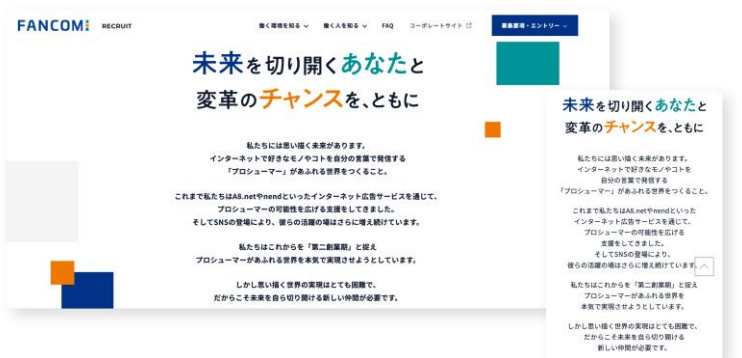 FANCOMI RECRUIT
働く環境を知る
働く人を知る
FAQ
コーポレートサイト
募集要項・エントリー
未来を切り開くあなたと
変革のチャンスを、ともに
私たちには思い描く未来があります。
インターネットで好きなモノやコトを自分の言葉で発信する
「プロシューマー」があふれる世界をつくること。
これまで私たちはA8.netやnendといったインターネット広告サービスを通じて、
プロシューマーの可能性を広げる支援をしてきました。
そしてSNSの登場により、彼らの活躍の場はさらに増え続けています。
私たちはこれからを「第二創業期」と捉え
プロシューマーがあふれる世界を本気で実現させようとしています。
しかし思い描く世界の実現はとても困難で、
だからこそ未来を自ら切り開ける新しい仲間が必要です。
未来を切り開くあなたと
変革のチャンスを、ともに
私たちには思い描く未来があります。
インターネットで好きなモノやコトを
自分の言葉で発信する
「プロシューマー」があふれる世界をつくること。
これまで私たちはA8.netやnendといった
インターネット広告サービスを通じて、
プロシューマーの可能性を広げる
支援をしてきました。
そしてSNSの登場により、
彼らの活躍の場はさらに増え続けています。
私たちはこれからを「第二創業期」と捉え
プロシューマーがあふれる世界を
本気で実現させようとしています。
しかし思い描く世界の実現はとても困難で、
だからこそ未来を自ら切り開ける
新しい仲間が必要です。